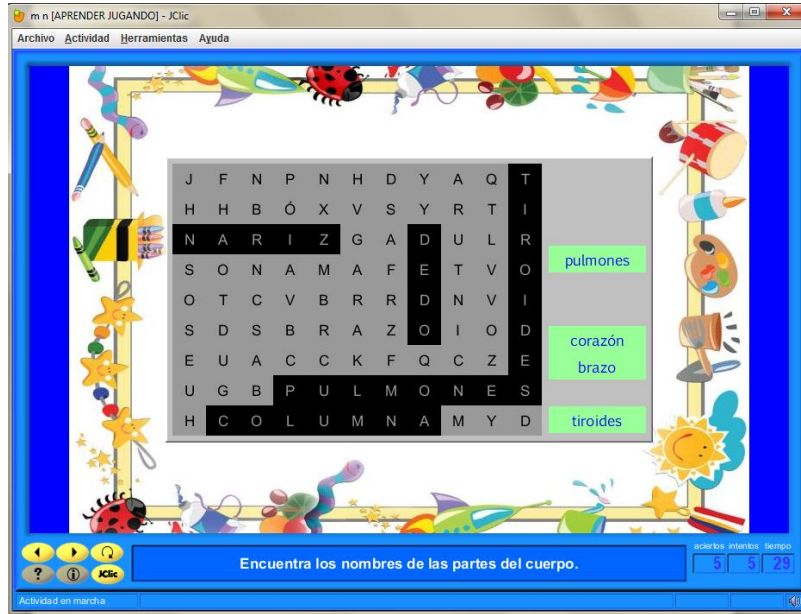 m n [APRENDER JUGANDO] - JClic
Archivo Actividad Herramientas Ayuda
J F N P N H D Y A Q T
H H B Ó X V S Y R T I
N A R I Z G A D U L R
S O N A M A F E T V O
O T C V B R R D N V I
S D S B R A Z O I O D
E U A C C K F Q C Z E
U G B P U L M O N E S
H C O L U M N A M Y D
pulmones
corazón
brazo
tiroides
? i JClic
Encuentra los nombres de las partes del cuerpo.
aciertos intentos tiempo
5 5 29
Actividad en marcha